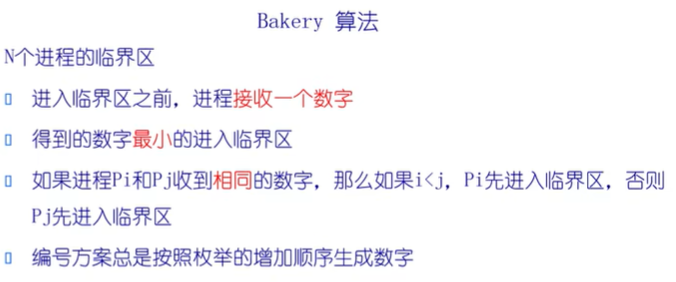 Bakery 算法
N个进程的临界区
进入临界区之前，进程接收一个数字
得到的数字最小的进入临界区
如果进程Pi和Pj收到相同的数字，那么如果i<j，Pi先进入临界区，否则
Pj先进入临界区
编号方案总是按照枚举的增加顺序生成数字